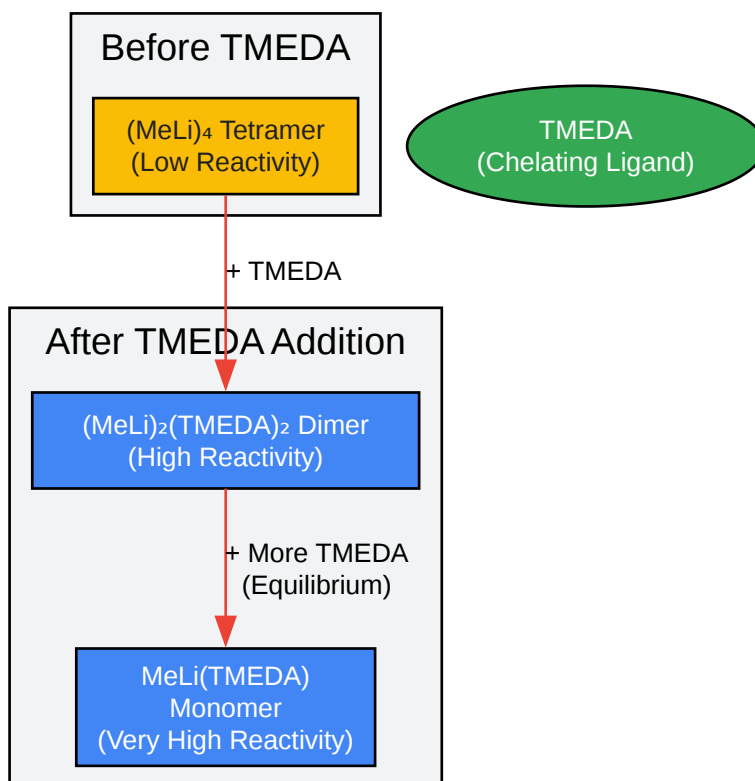 Before TMEDA
(MeLi)₄ Tetramer
(Low Reactivity)
TMEDA
(Chelating Ligand)
+ TMEDA
After TMEDA Addition
(MeLi)₂(TMEDA)₂ Dimer
(High Reactivity)
+ More TMEDA
(Equilibrium)
MeLi(TMEDA)
Monomer
(Very High Reactivity)